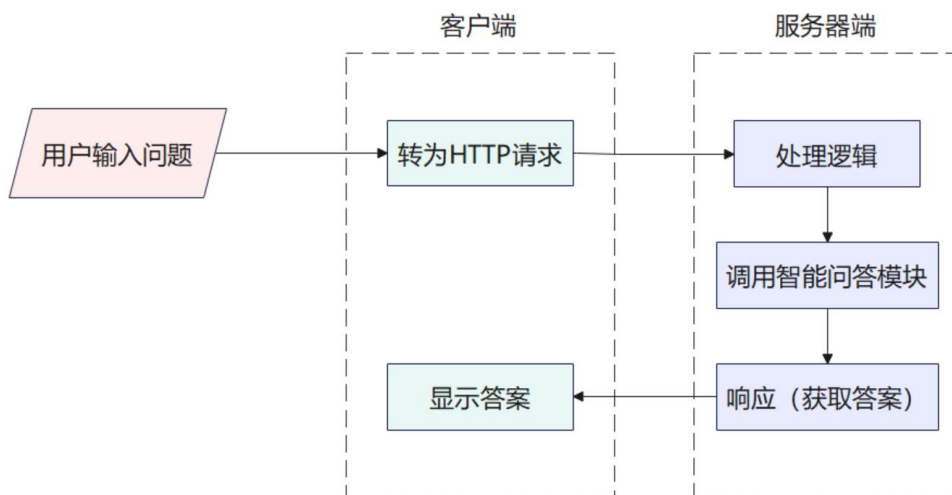 客户端
服务器端
用户输入问题
转为HTTP请求
处理逻辑
调用智能问答模块
显示答案
响应（获取答案）